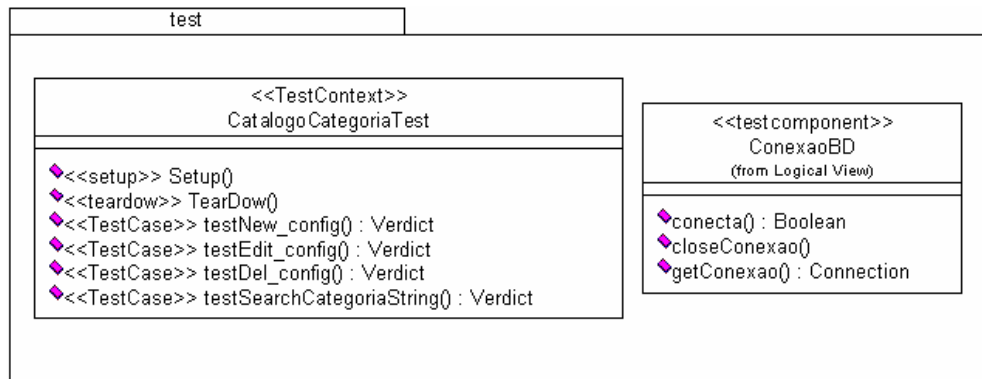 test
<<TestContext>>
CatalogoCategoriaTest
<<setup>> Setup()
<<teardow>> TearDow()
<<TestCase>> testNew_config() : Verdict
<<TestCase>> testEdit_config() : Verdict
<<TestCase>> testDel_config() : Verdict
<<TestCase>> testSearchCategoriaString() : Verdict
<<testcomponent>>
ConexaoBD
(from Logical View)
conecta() : Boolean
closeConexao()
getConexao() : Connection